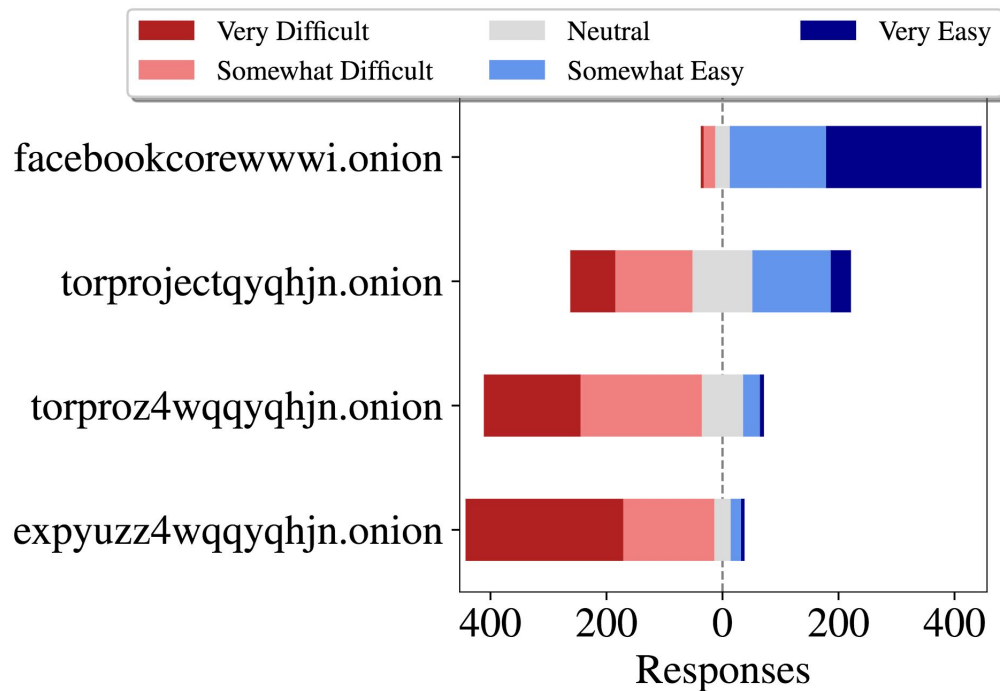 Very Difficult
Somewhat Difficult
Neutral
Somewhat Easy
Very Easy
facebookcorewwwi.onion
torprojectqyqhjn.onion
torproz4wqqyqhjn.onion
expyuzz4wqqyqhjn.onion
400 200 0 200 400
Responses